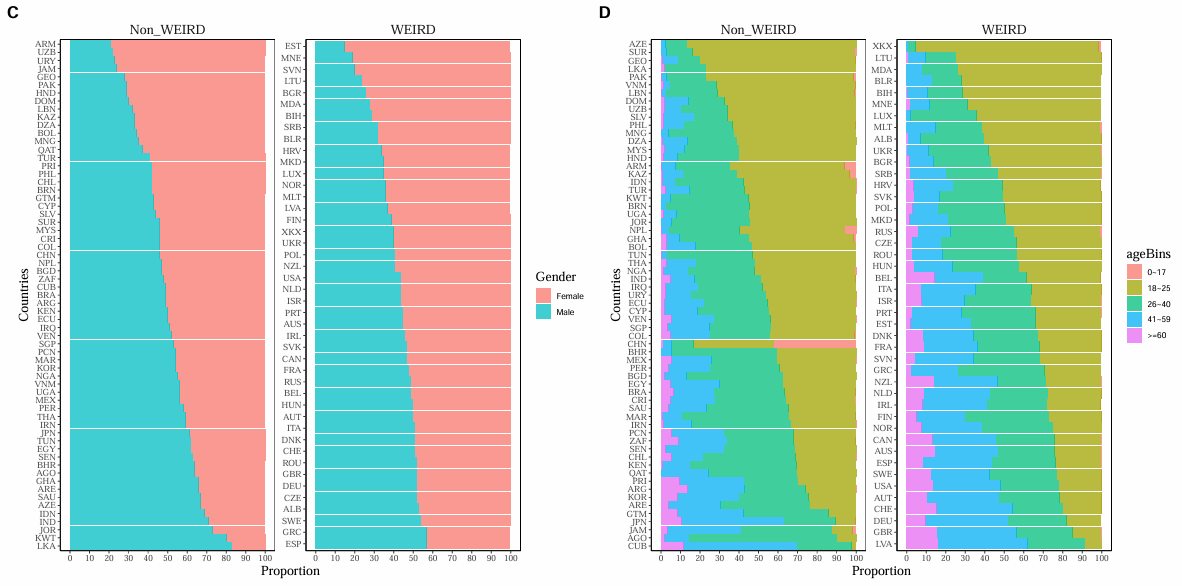 C
Non_WEIRD
WEIRD
Countries
ARM
UZB
URY
JAM
GEO
PAK
HND
DOM
LBN
KAZ
DZA
BOL
MNG
QAT
TUR
PRI
PHL
CHL
BRN
GTM
CYP
SLV
SUR
MYS
CRI
COL
CHN
NPL
BGD
ZAF
CUB
BRA
ARG
KEN
ECU
IRQ
VEN
SGP
PCN
MAR
KOR
NGA
VNM
UGA
MEX
PER
THA
IRN
JPN
TUN
EGY
SEN
BHR
AGO
GHA
ARE
SAU
AZE
IDN
IND
JOR
KWT
LKA
0 10 20 30 40 50 60 70 80 90 100
EST
MNE
SVN
LTU
BGR
MDA
BIH
SRB
BLR
HRV
MKD
LUX
NOR
MLT
LVA
FIN
XKX
UKR
POL
NZL
USA
NLD
ISR
PRT
AUS
IRL
SVK
CAN
FRA
RUS
BEL
HUN
AUT
ITA
DNK
CHE
ROU
GBR
DEU
CZE
ALB
SWE
GRC
ESP
0 10 20 30 40 50 60 70 80 90 100
Proportion
Gender
Female
Male
D
Non_WEIRD
WEIRD
Countries
AZE
SUR
GEO
LKA
PAK
VNM
LBN
DOM
UZB
SLV
PHL
MNG
DZA
MYS
HND
ARM
KAZ
IDN
TUR
KWT
BRN
UGA
JOR
NPL
GHA
BOL
TUN
THA
NGA
IND
IRQ
URY
ECU
CYP
VEN
SGP
COL
CHN
BHR
MEX
PER
BGD
EGY
BRA
CRI
SAU
MAR
IRN
PCN
ZAF
SEN
CHL
KEN
QAT
PRI
ARG
KOR
ARE
GTM
JPN
JAM
AGO
CUB
0 10 20 30 40 50 60 70 80 90 100
XKX
LTU
MDA
BLR
BIH
MNE
LUX
MLT
ALB
UKR
BGR
SRB
HRV
SVK
POL
MKD
RUS
CZE
ROU
HUN
BEL
ITA
ISR
PRT
EST
DNK
FRA
SVN
GRC
NZL
NLD
IRL
FIN
NOR
CAN
AUS
ESP
SWE
USA
AUT
CHE
DEU
GBR
LVA
0 10 20 30 40 50 60 70 80 90 100
Proportion
ageBins
0−17
18−25
26−40
41−59
>=60